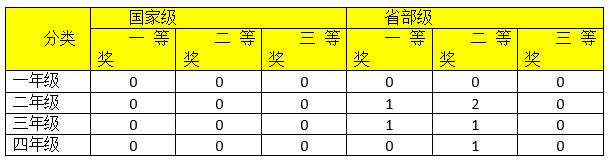 分类 国家级 省部级
一等奖 二等奖 三等奖 一等奖 二等奖 三等奖
一年级 0 0 0 0 0 0
二年级 0 0 0 1 2 0
三年级 0 0 0 1 1 0
四年级 0 0 0 0 1 0